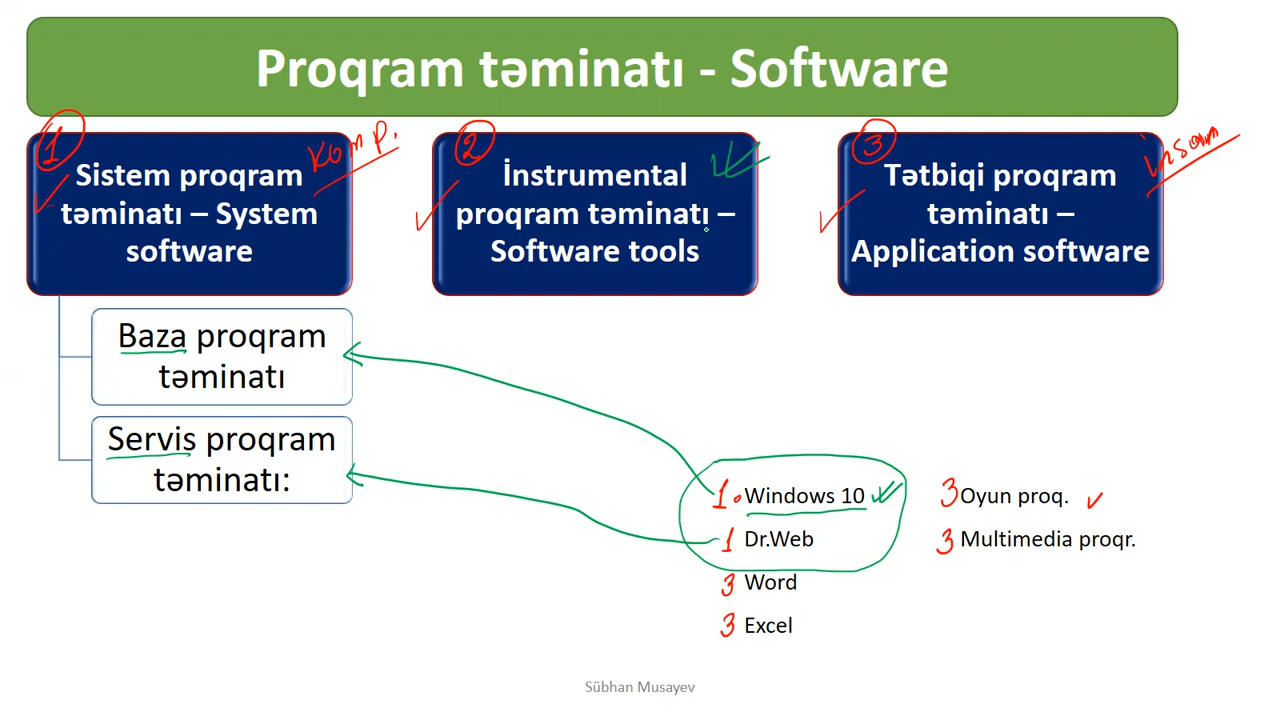 Proqram təminatı - Software
1
Komp.
Sistem proqram
təminatı – System
software
2
İnstrumental
proqram təminatı –
Software tools
3
insan
Tətbiqi proqram
təminatı –
Application software
Baza proqram
təminatı
Servis proqram
təminatı:
1. Windows 10
1 Dr.Web
3 Word
3 Excel
3 Oyun proq.
3 Multimedia proqr.
Sübhan Musayev